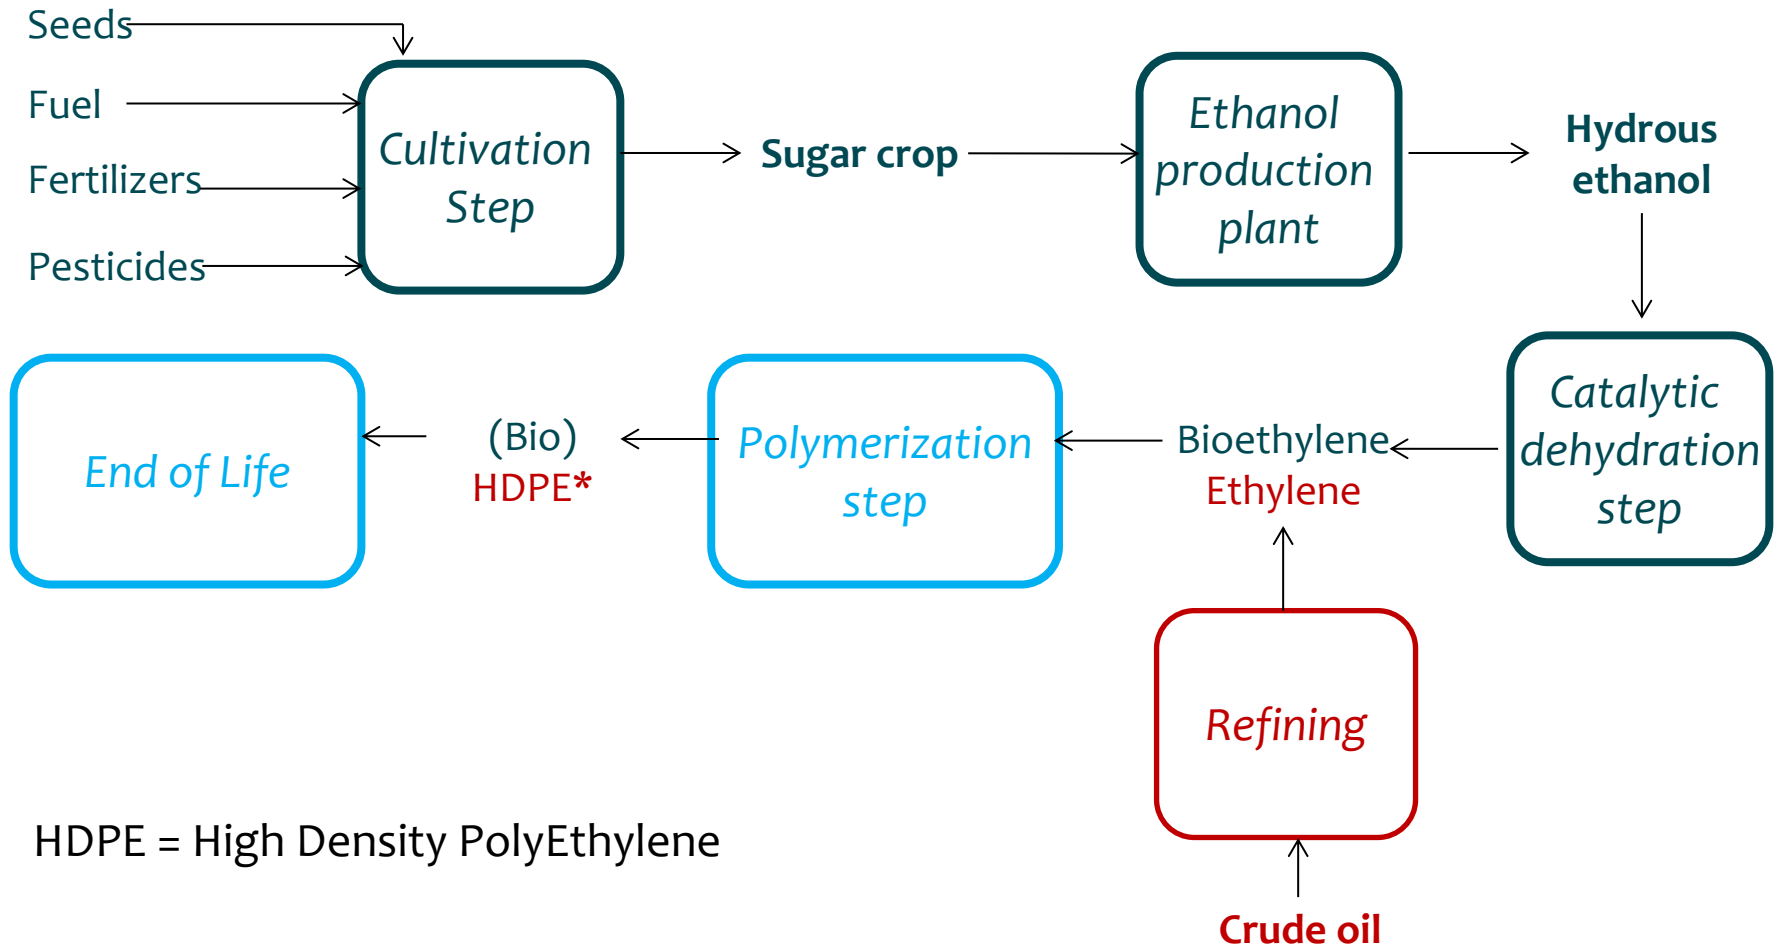 Seeds
Fuel
Fertilizers
Pesticides
Cultivation
Step
Sugar crop
Ethanol
production
plant
Hydrous
ethanol
Catalytic
dehydration
step
Bioethylene
Ethylene
Polymerization
step
(Bio)
HDPE*
End of Life
Refining
Crude oil
HDPE = High Density PolyEthylene